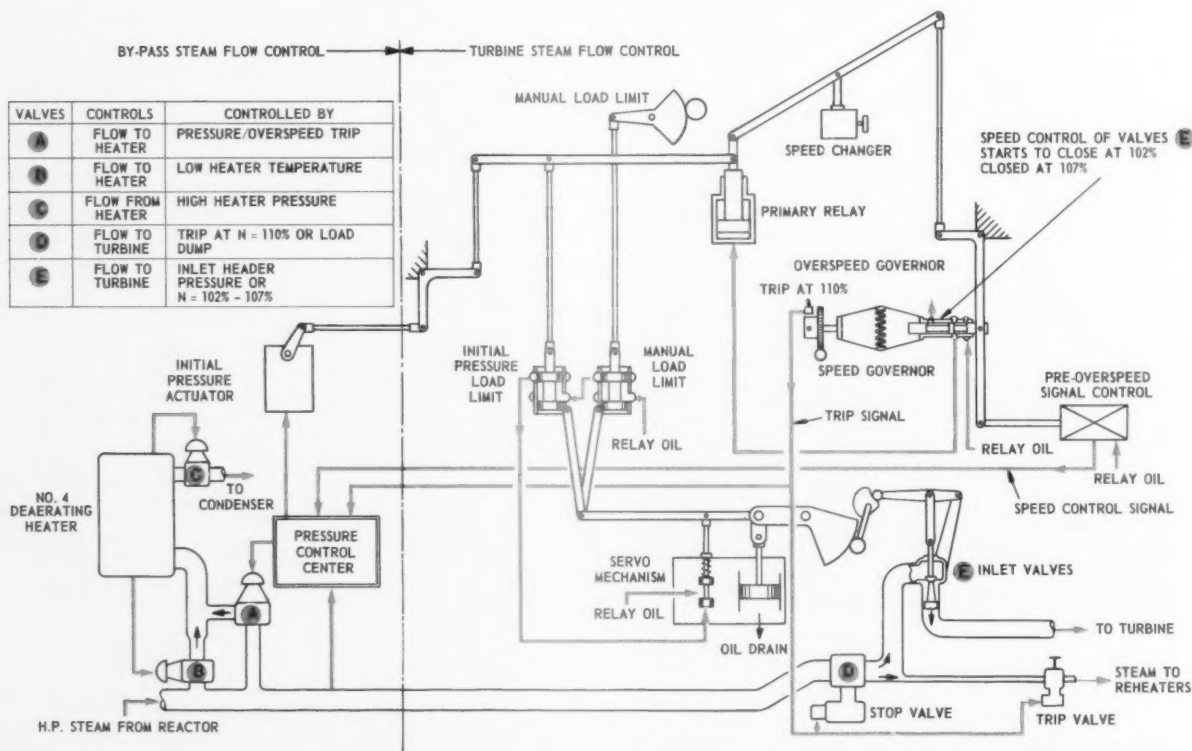 BY-PASS STEAM FLOW CONTROL
TURBINE STEAM FLOW CONTROL
VALVES CONTROLS CONTROLLED BY
A FLOW TO HEATER PRESSURE/OVERSPEED TRIP
B FLOW TO HEATER LOW HEATER TEMPERATURE
C FLOW FROM HEATER HIGH HEATER PRESSURE
D FLOW TO TURBINE TRIP AT N = 110% OR LOAD DUMP
E FLOW TO TURBINE INLET HEADER PRESSURE OR N = 102% - 107%
MANUAL LOAD LIMIT
SPEED CHANGER
SPEED CONTROL OF VALVES E
STARTS TO CLOSE AT 102%
CLOSED AT 107%
PRIMARY RELAY
OVERSPEED GOVERNOR
TRIP AT 110%
SPEED GOVERNOR
INITIAL
PRESSURE
ACTUATOR
INITIAL
PRESSURE
LOAD
LIMIT
MANUAL
LOAD
LIMIT
RELAY OIL
TRIP SIGNAL
RELAY OIL
PRE-OVERSPEED
SIGNAL CONTROL
RELAY OIL
SPEED CONTROL SIGNAL
C
TO
CONDENSER
NO. 4
DEAERATING
HEATER
PRESSURE
CONTROL
CENTER
SERVO
MECHANISM
RELAY OIL
OIL DRAIN
E INLET VALVES
A
B
D
TO TURBINE
STEAM TO
REHEATERS
H.P. STEAM FROM REACTOR
STOP VALVE
TRIP VALVE